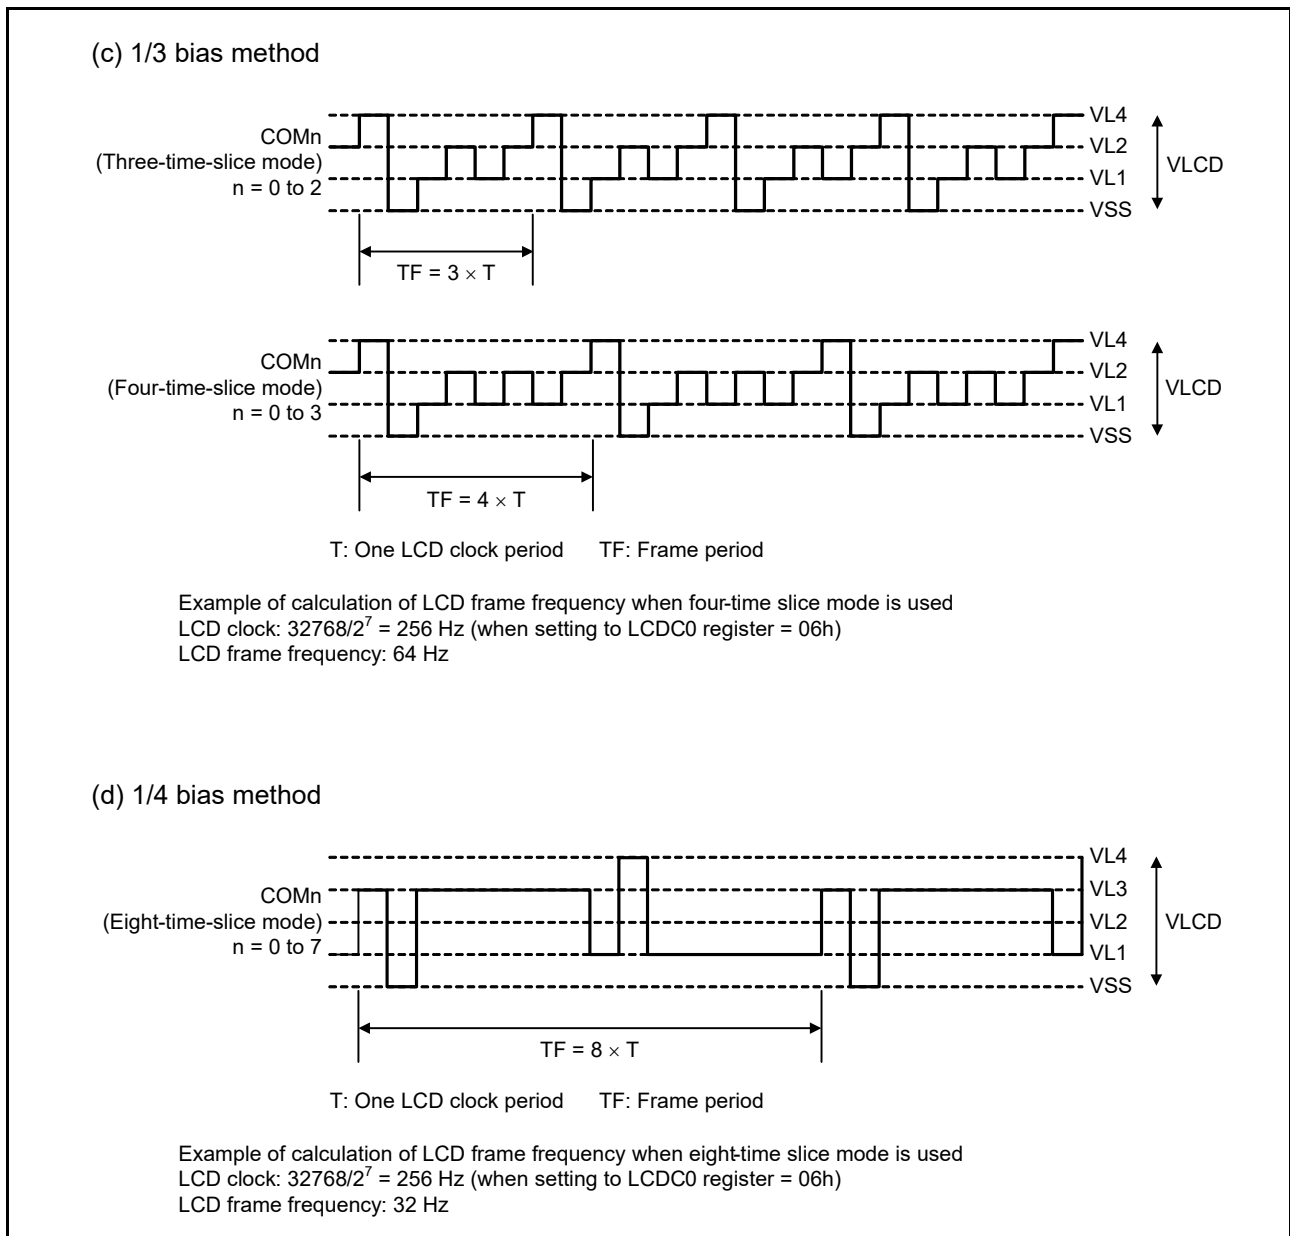 (c) 1/3 bias method
COMn
(Three-time-slice mode)
n = 0 to 2
VL4
VL2
VL1
VSS
VLCD
TF = 3 × T
COMn
(Four-time-slice mode)
n = 0 to 3
VL4
VL2
VL1
VSS
VLCD
TF = 4 × T
T: One LCD clock period TF: Frame period
Example of calculation of LCD frame frequency when four-time slice mode is used
LCD clock: 32768/2⁷ = 256 Hz (when setting to LCDC0 register = 06h)
LCD frame frequency: 64 Hz
(d) 1/4 bias method
COMn
(Eight-time-slice mode)
n = 0 to 7
VL4
VL3
VL2
VL1
VSS
VLCD
TF = 8 × T
T: One LCD clock period TF: Frame period
Example of calculation of LCD frame frequency when eight-time slice mode is used
LCD clock: 32768/2⁷ = 256 Hz (when setting to LCDC0 register = 06h)
LCD frame frequency: 32 Hz